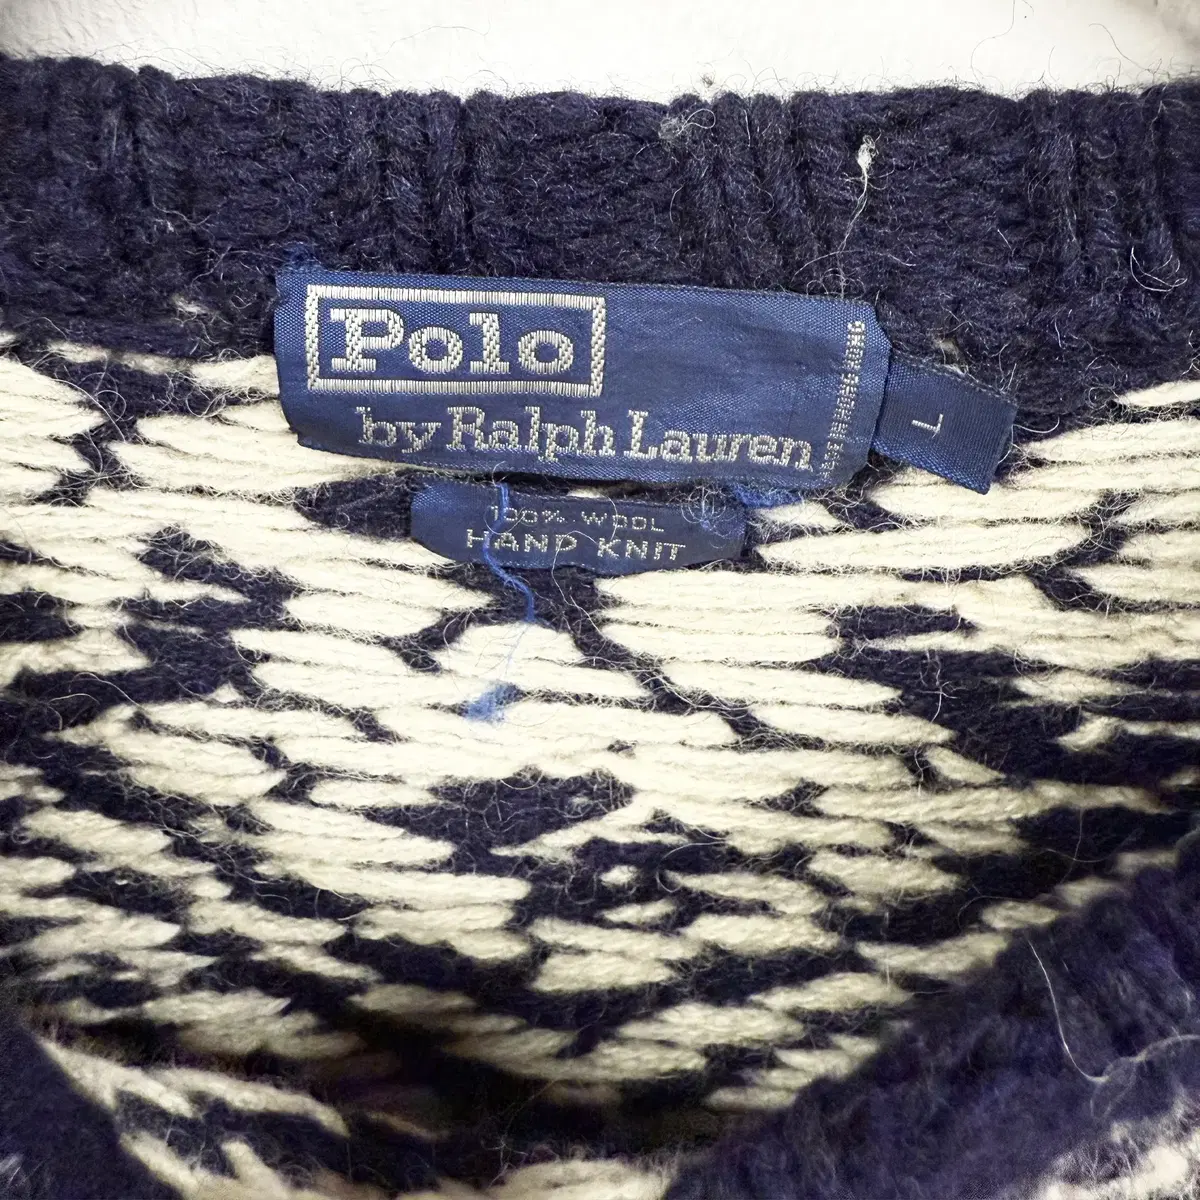 Polo
by Ralph Lauren
L
100% WOOL
HAND KNIT